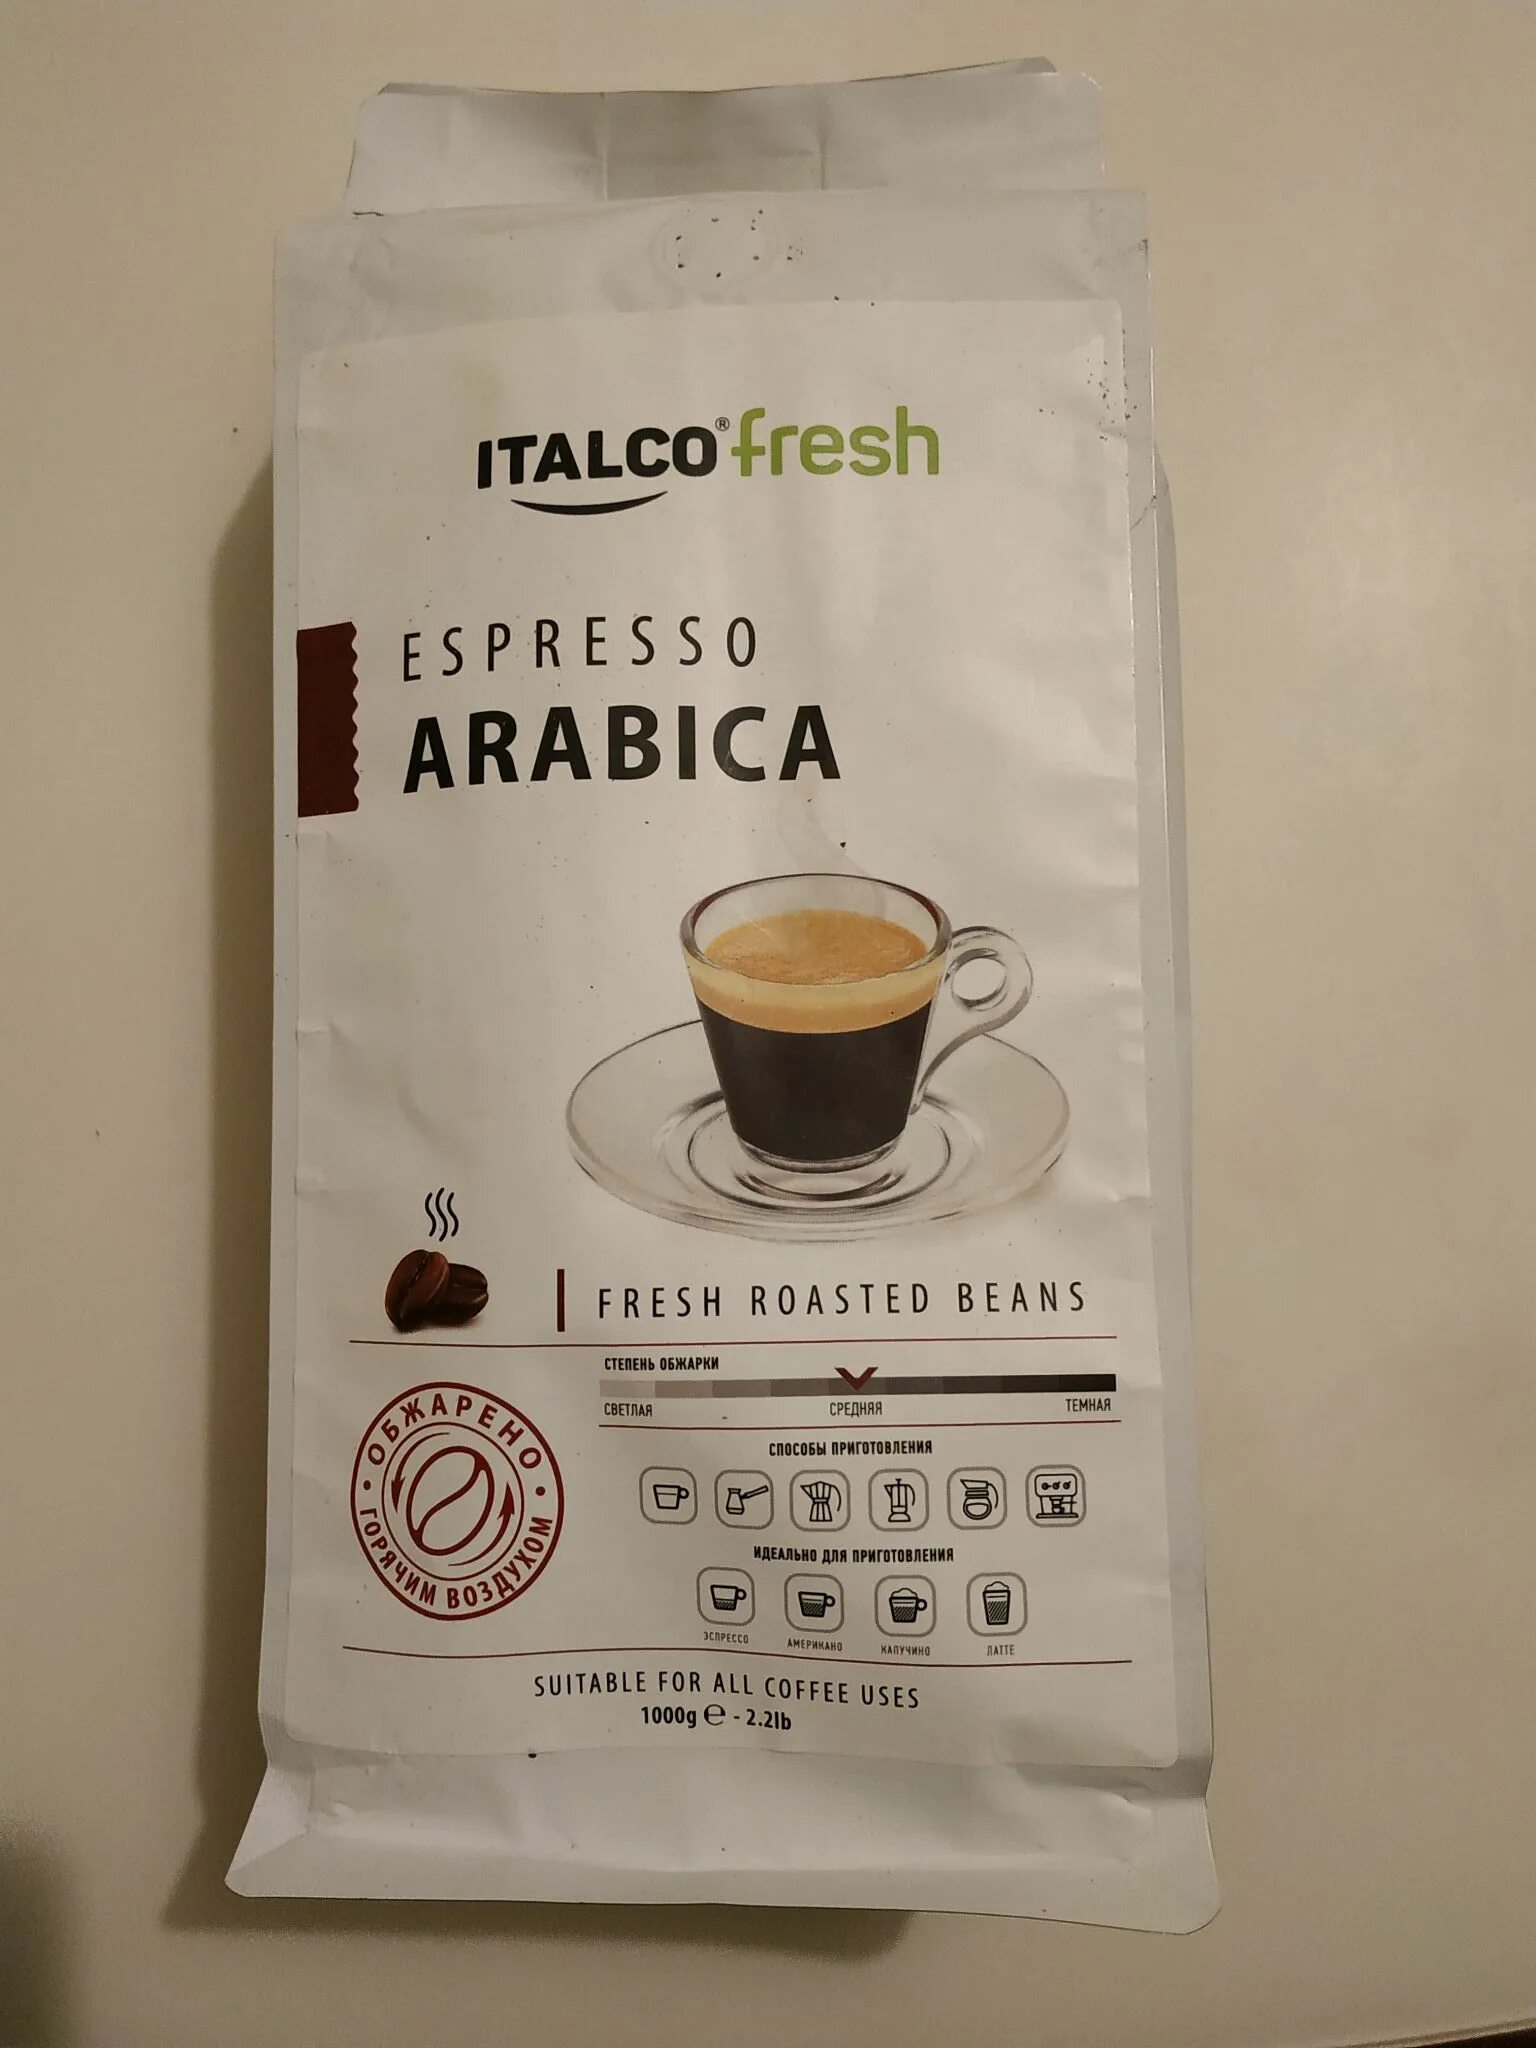 ITALCO® fresh
ESPRESSO
ARABICA
FRESH ROASTED BEANS
СТЕПЕНЬ ОБЖАРКИ
СВЕТЛАЯ СРЕДНЯЯ ТЕМНАЯ
ОБЖАРЕНО
ГОРЯЧИМ ВОЗДУХОМ
СПОСОБЫ ПРИГОТОВЛЕНИЯ
ИДЕАЛЬНО ДЛЯ ПРИГОТОВЛЕНИЯ
ЭСПРЕССО АМЕРИКАНО КАПУЧИНО ЛАТТЕ
SUITABLE FOR ALL COFFEE USES
1000g ℮ - 2.2lb